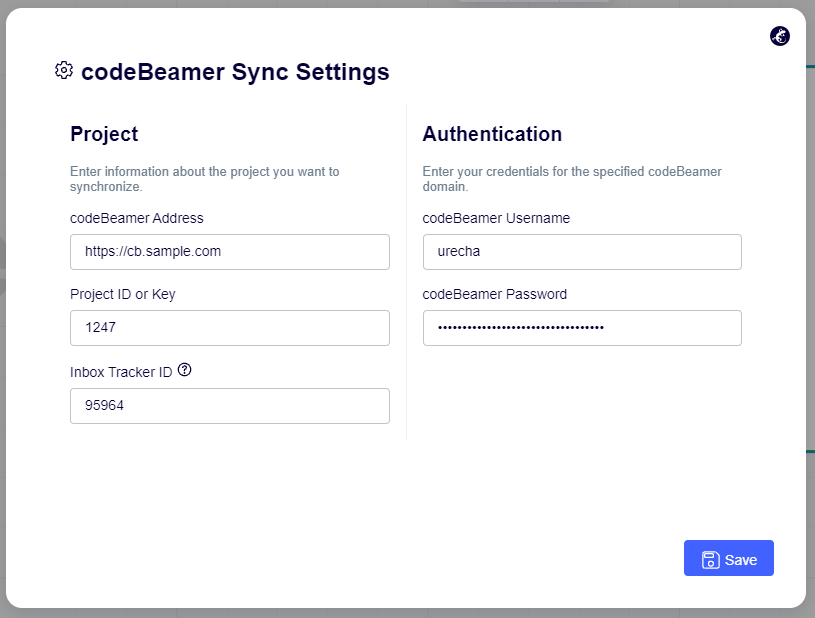 codeBeamer Sync Settings
Project
Enter information about the project you want to
synchronize.
codeBeamer Address
https://cb.sample.com
Project ID or Key
1247
Inbox Tracker ID
95964
Authentication
Enter your credentials for the specified codeBeamer
domain.
codeBeamer Username
urecha
codeBeamer Password
••••••••••••••••••••••••••••••••••
Save